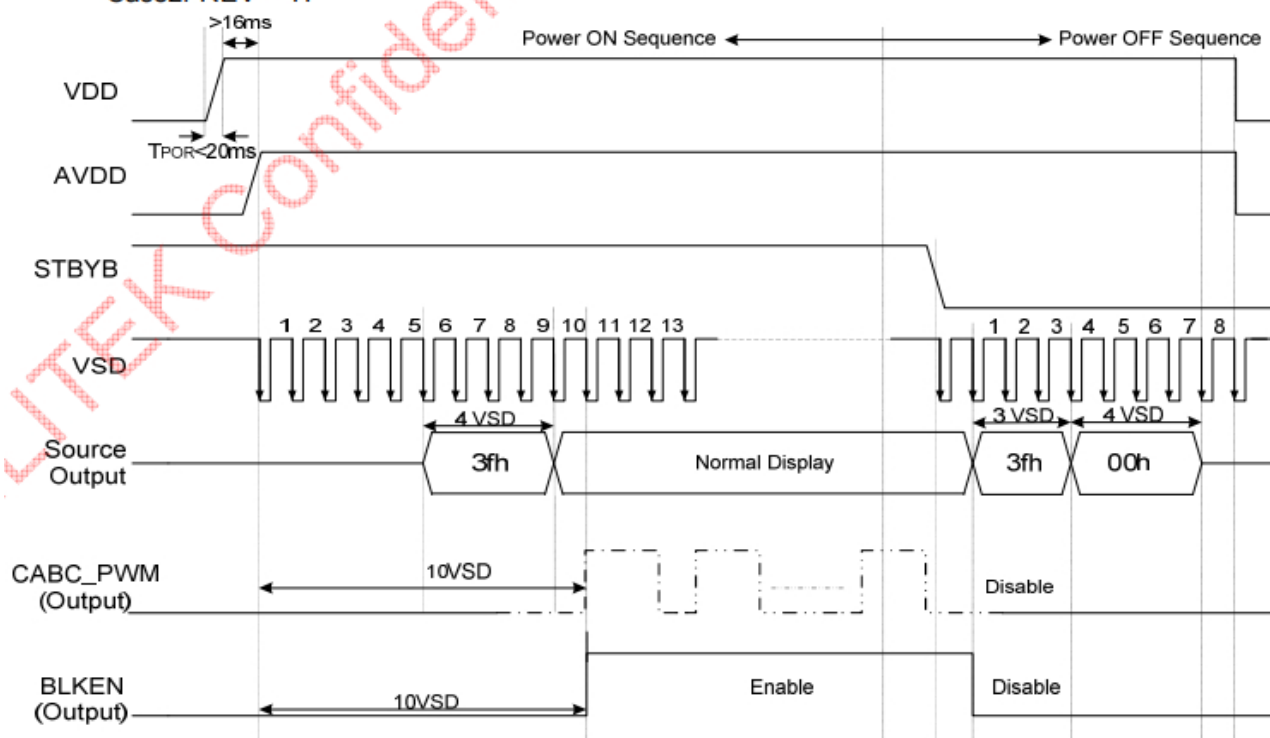 >16ms
Power ON Sequence
Power OFF Sequence
VDD
TPOR<20ms
AVDD
STBYB
VSD
1 2 3 4 5 6 7 8 9 10 11 12 13
1 2 3 4 5 6 7 8
4 VSD
3 VSD
4 VSD
Source
Output
3fh
Normal Display
3fh
00h
CABC_PWM
(Output)
10VSD
Disable
BLKEN
(Output)
10VSD
Enable
Disable